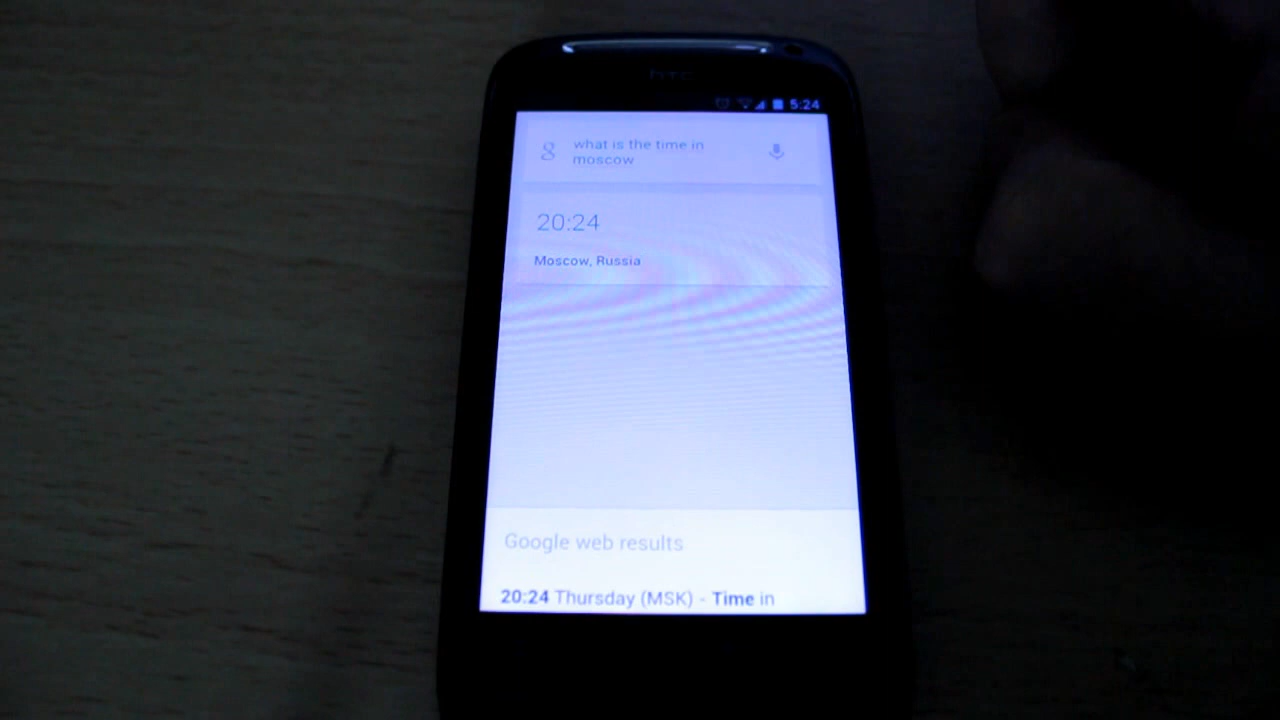 hTC
5:24
g
what is the time in
moscow
20:24
Moscow, Russia
Google web results
20:24 Thursday (MSK) - Time in